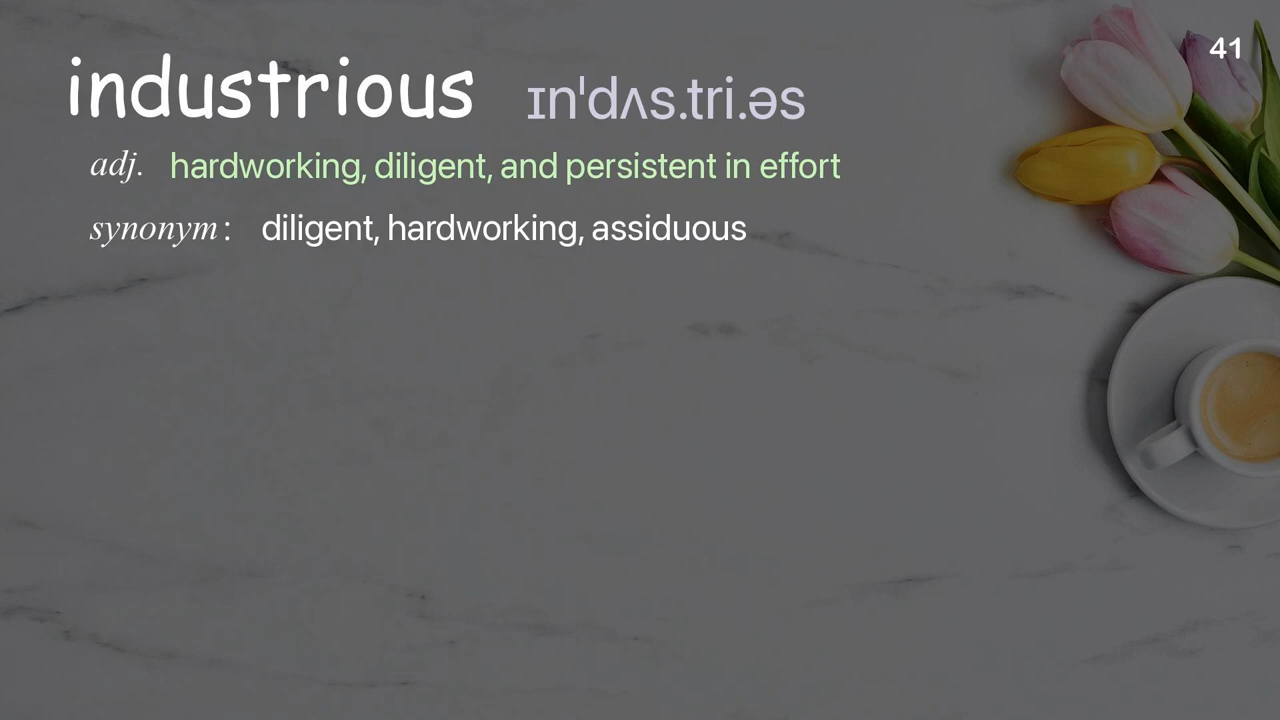 41
industrious ɪnˈdʌs.tri.əs
adj. hardworking, diligent, and persistent in effort
synonym : diligent, hardworking, assiduous